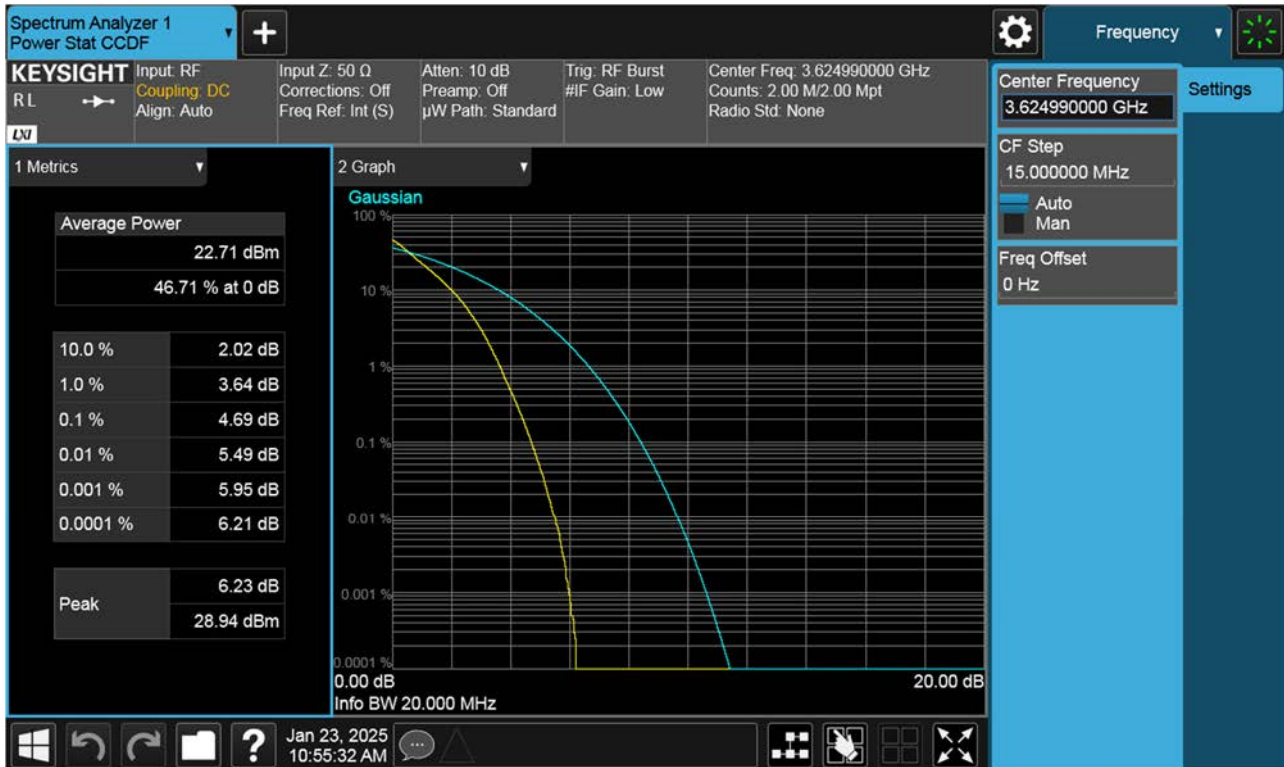 Spectrum Analyzer 1
Power Stat CCDF
+
Frequency
KEYSIGHT
RL
LXI
Input: RF
Coupling: DC
Align: Auto
Input Z: 50 Ω
Corrections: Off
Freq Ref: Int (S)
Atten: 10 dB
Preamp: Off
µW Path: Standard
Trig: RF Burst
#IF Gain: Low
Center Freq: 3.624990000 GHz
Counts: 2.00 M/2.00 Mpt
Radio Std: None
Center Frequency
3.624990000 GHz
Settings
CF Step
15.000000 MHz
Auto
Man
Freq Offset
0 Hz
1 Metrics
Average Power
22.71 dBm
46.71 % at 0 dB
10.0 % 2.02 dB
1.0 % 3.64 dB
0.1 % 4.69 dB
0.01 % 5.49 dB
0.001 % 5.95 dB
0.0001 % 6.21 dB
Peak
6.23 dB
28.94 dBm
2 Graph
Gaussian
100 %
10 %
1 %
0.1 %
0.01 %
0.001 %
0.0001 %
0.00 dB 20.00 dB
Info BW 20.000 MHz
?
Jan 23, 2025
10:55:32 AM